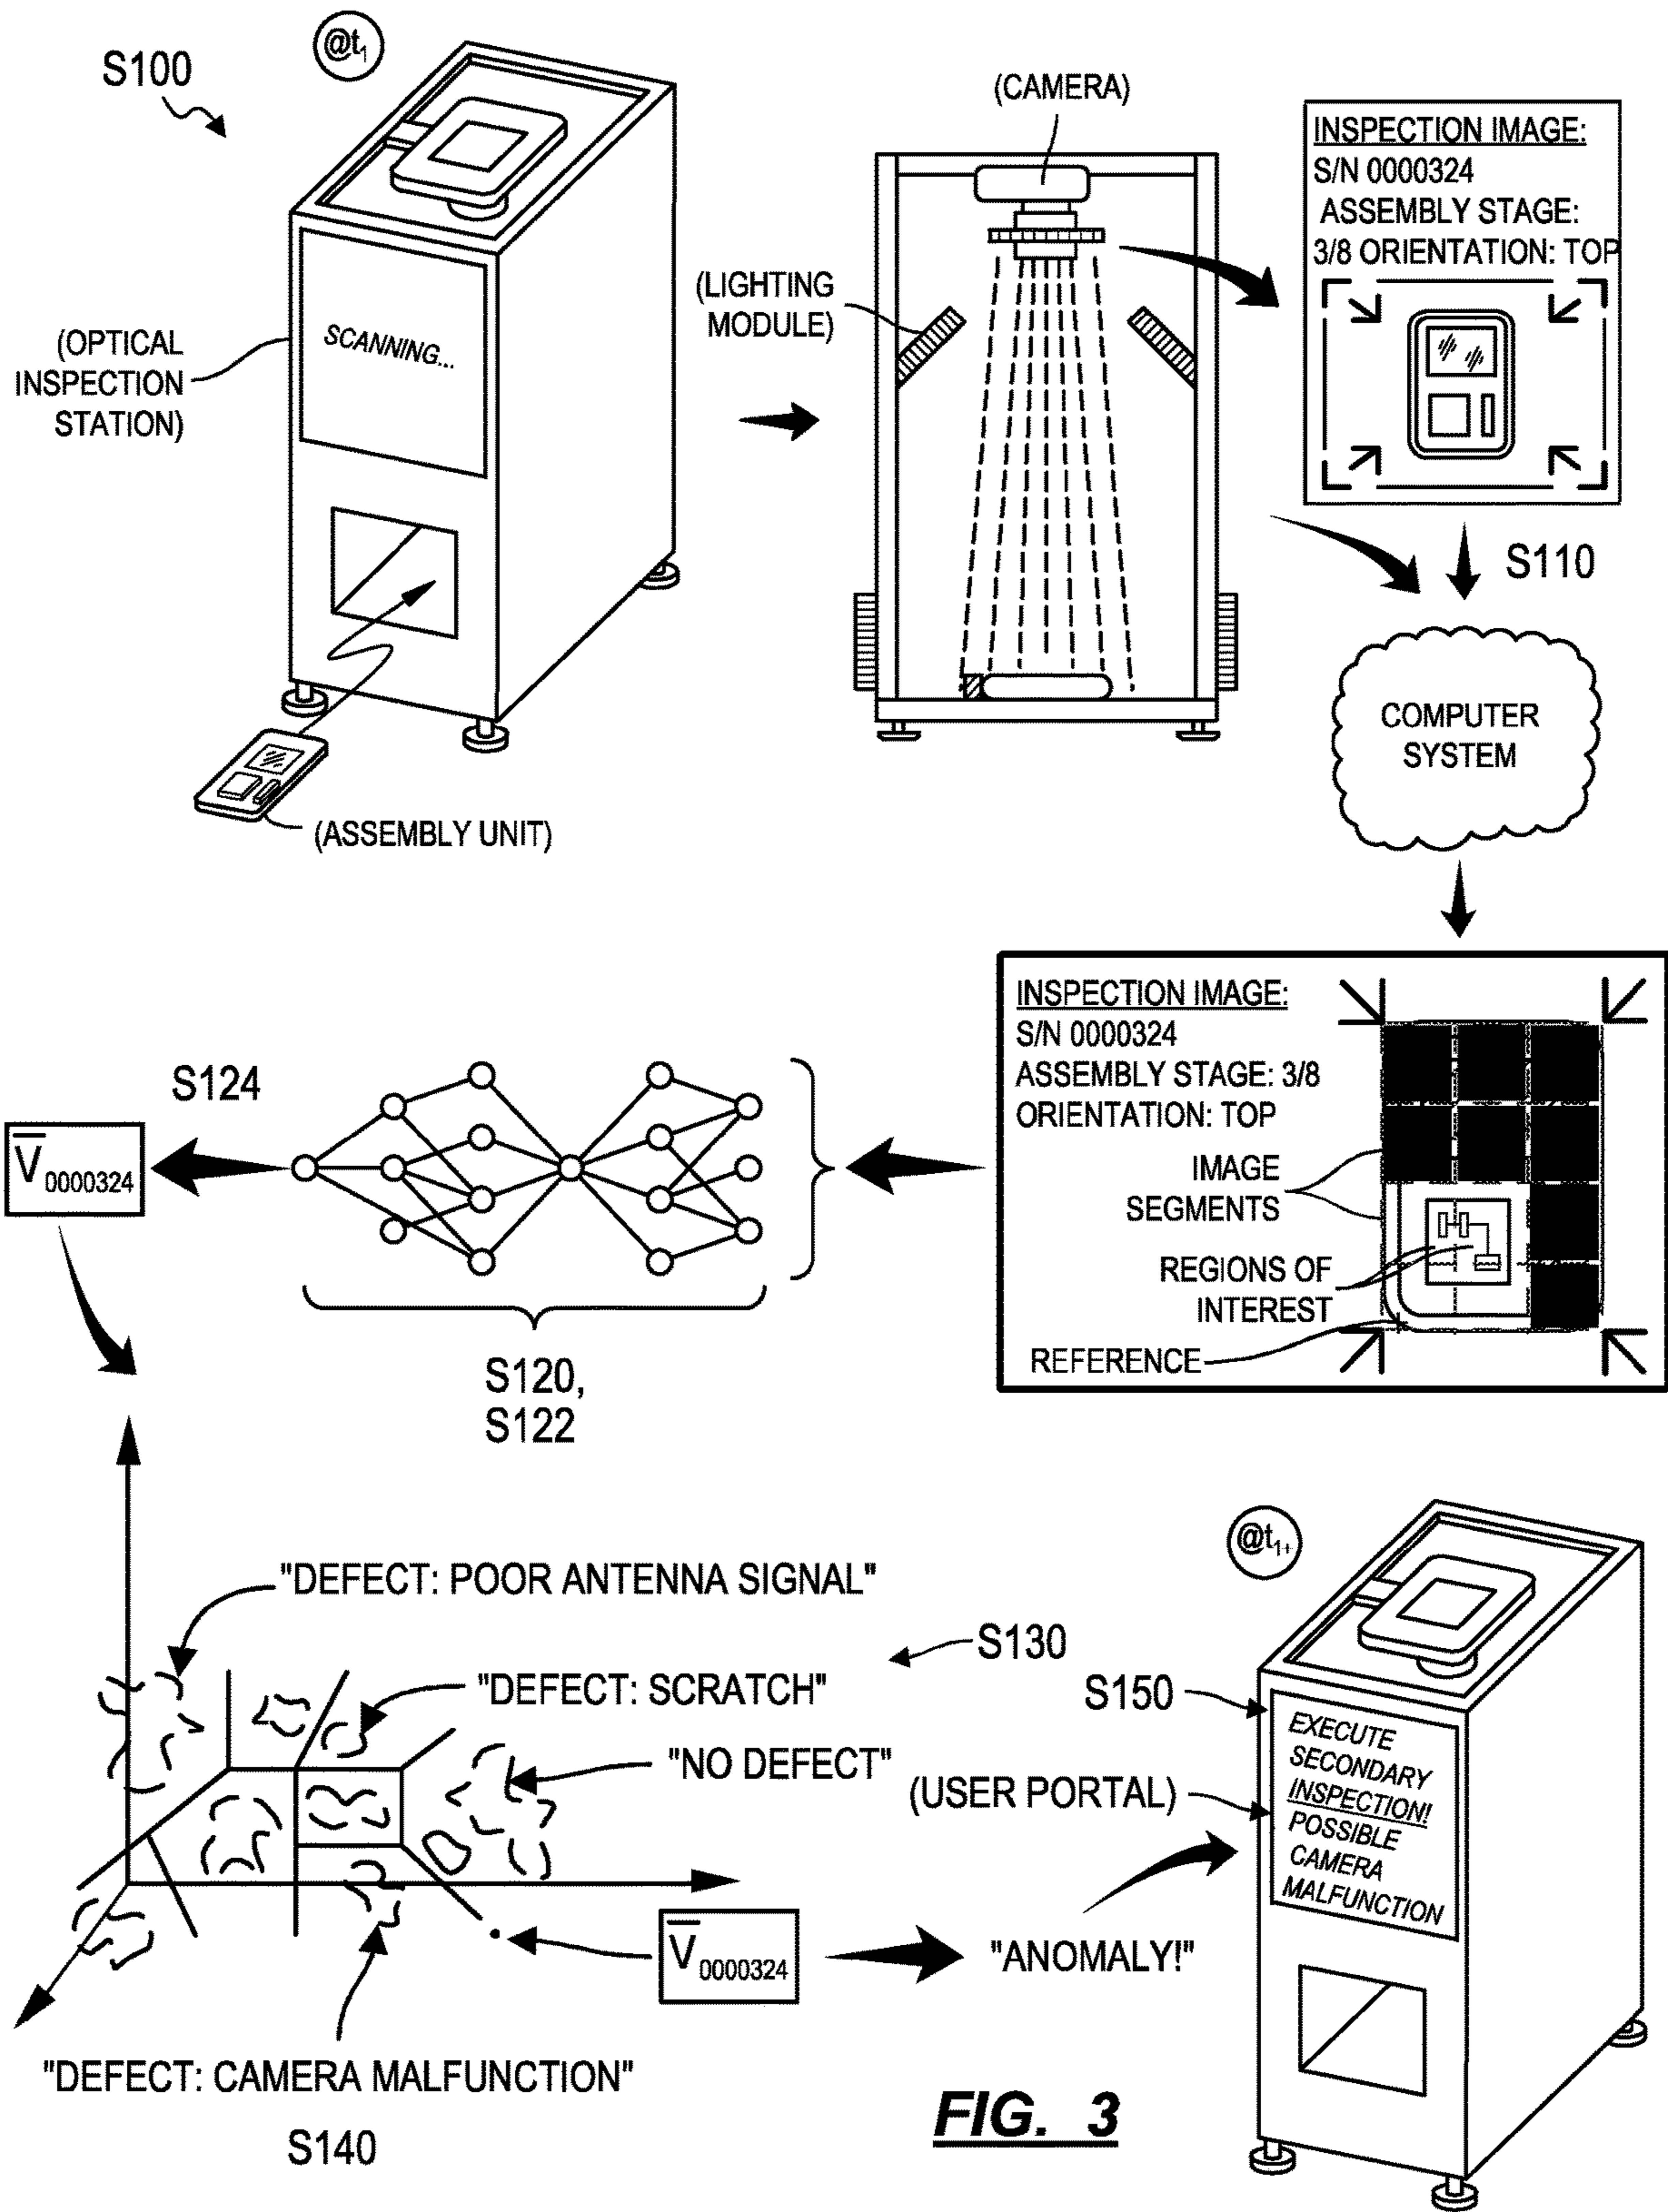 S100
@t1
(CAMERA)
INSPECTION IMAGE:
S/N 0000324
ASSEMBLY STAGE:
3/8 ORIENTATION: TOP
(LIGHTING
MODULE)
(OPTICAL
INSPECTION
STATION)
SCANNING...
S110
COMPUTER
SYSTEM
(ASSEMBLY UNIT)
INSPECTION IMAGE:
S/N 0000324
ASSEMBLY STAGE: 3/8
ORIENTATION: TOP
IMAGE
SEGMENTS
REGIONS OF
INTEREST
REFERENCE
S124
V̅0000324
S120,
S122
@t1+
"DEFECT: POOR ANTENNA SIGNAL"
S130
"DEFECT: SCRATCH"
S150
"NO DEFECT"
(USER PORTAL)
EXECUTE
SECONDARY
INSPECTION!
POSSIBLE
CAMERA
MALFUNCTION
V̅0000324
"ANOMALY!"
"DEFECT: CAMERA MALFUNCTION"
S140
FIG. 3